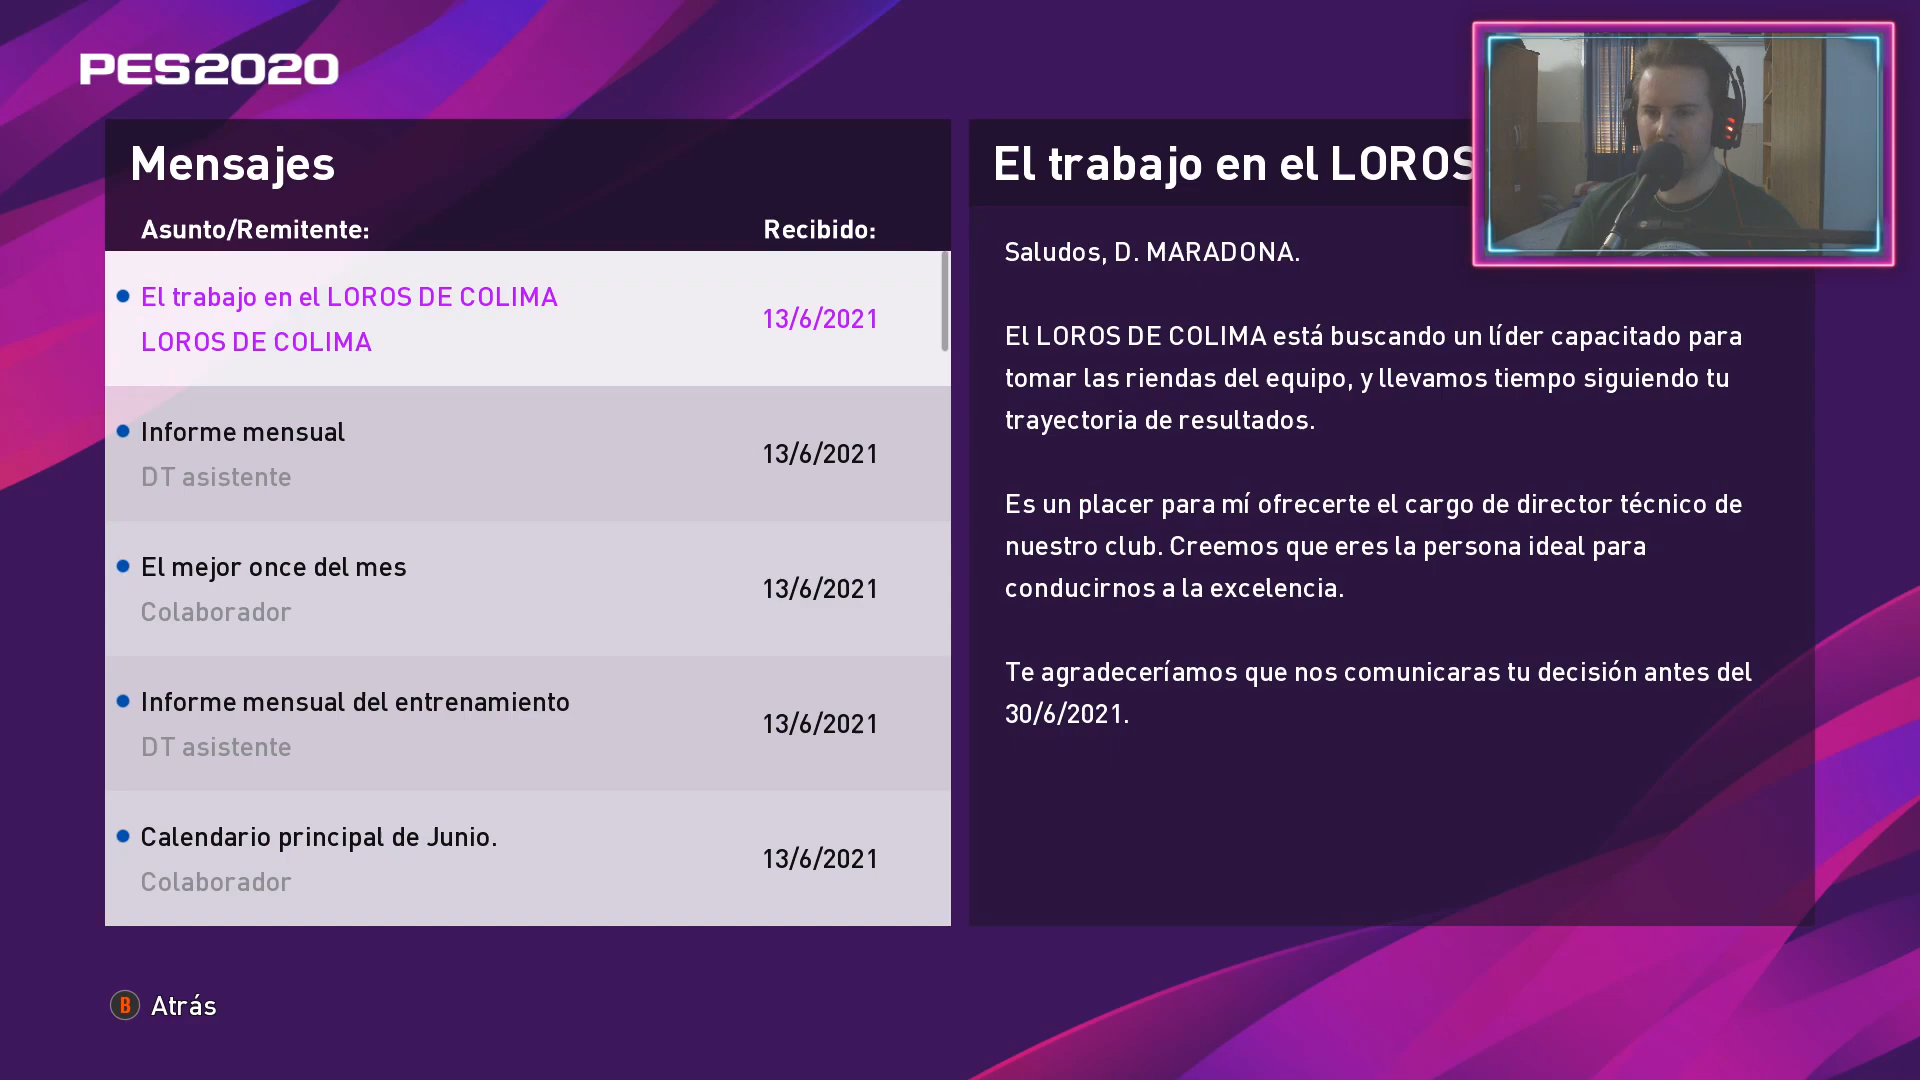 PES2020
Mensajes
Asunto/Remitente: Recibido:
El trabajo en el LOROS DE COLIMA
LOROS DE COLIMA
13/6/2021
Informe mensual
DT asistente
13/6/2021
El mejor once del mes
Colaborador
13/6/2021
Informe mensual del entrenamiento
DT asistente
13/6/2021
Calendario principal de Junio.
Colaborador
13/6/2021
El trabajo en el LOROS
Saludos, D. MARADONA.
El LOROS DE COLIMA está buscando un líder capacitado para
tomar las riendas del equipo, y llevamos tiempo siguiendo tu
trayectoria de resultados.
Es un placer para mí ofrecerte el cargo de director técnico de
nuestro club. Creemos que eres la persona ideal para
conducirnos a la excelencia.
Te agradeceríamos que nos comunicaras tu decisión antes del
30/6/2021.
B Atrás